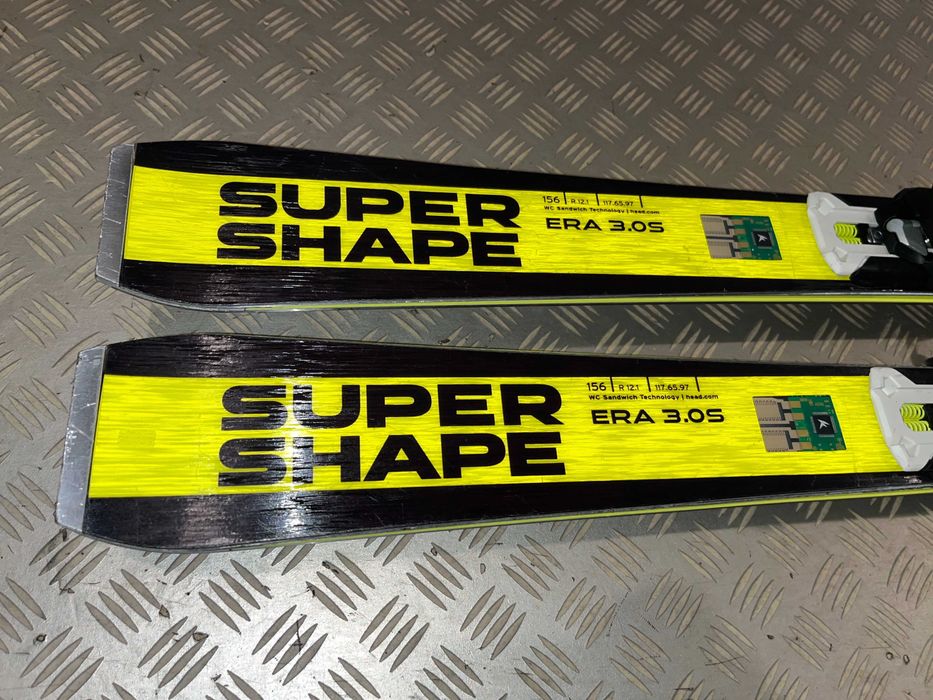 SUPER
SHAPE
156 | R 12.1 | 117.65.97 |
WC Sandwich Technology | head.com
ERA 3.0S
SUPER
SHAPE
156 | R 12.1 | 117.65.97 |
WC Sandwich Technology | head.com
ERA 3.0S